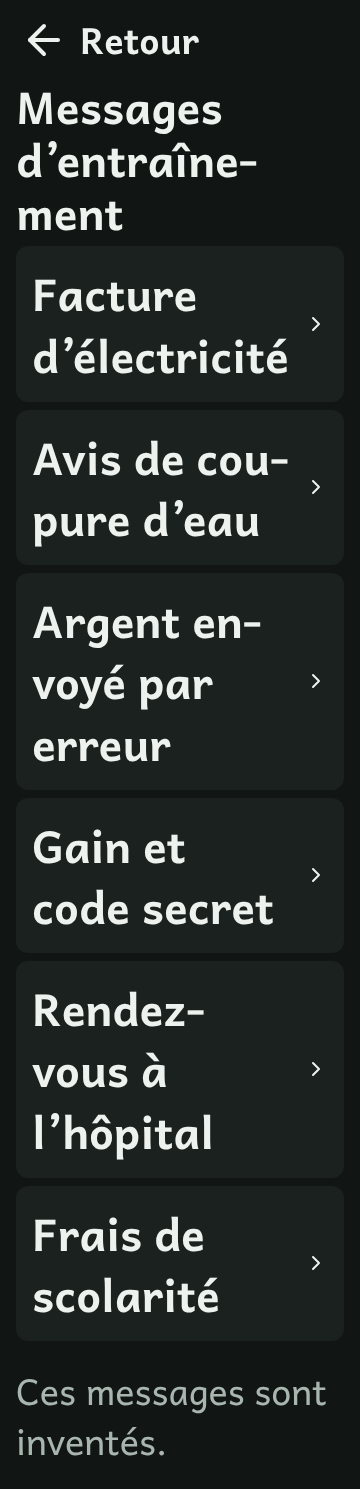 Retour
Messages
d’entraîne-
ment
Facture
d’électricité
Avis de cou-
pure d’eau
Argent en-
voyé par
erreur
Gain et
code secret
Rendez-
vous à
l’hôpital
Frais de
scolarité
Ces messages sont
inventés.